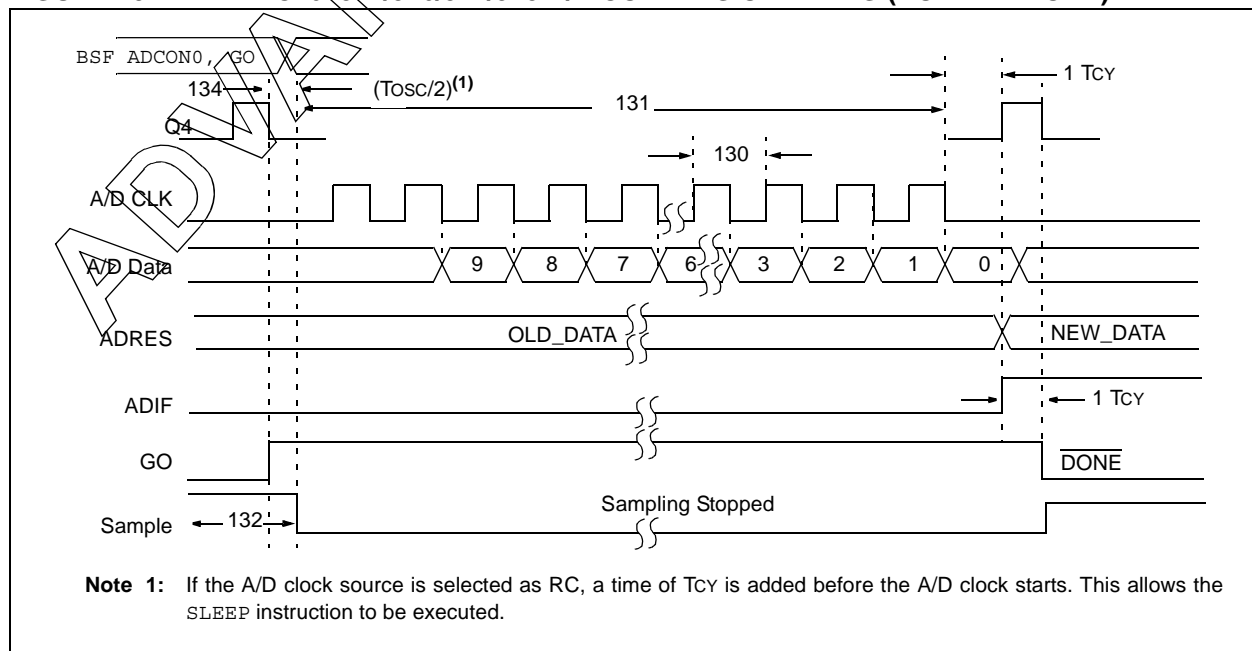 BSF ADCON0, GO
134
(TOSC/2)(1)
131
1 TCY
Q4
130
A/D CLK
A/D Data
9
8
7
6
3
2
1
0
ADRES
OLD_DATA
NEW_DATA
ADIF
1 TCY
GO
DONE
Sampling Stopped
Sample
132
Note 1: If the A/D clock source is selected as RC, a time of TCY is added before the A/D clock starts. This allows the
SLEEP instruction to be executed.